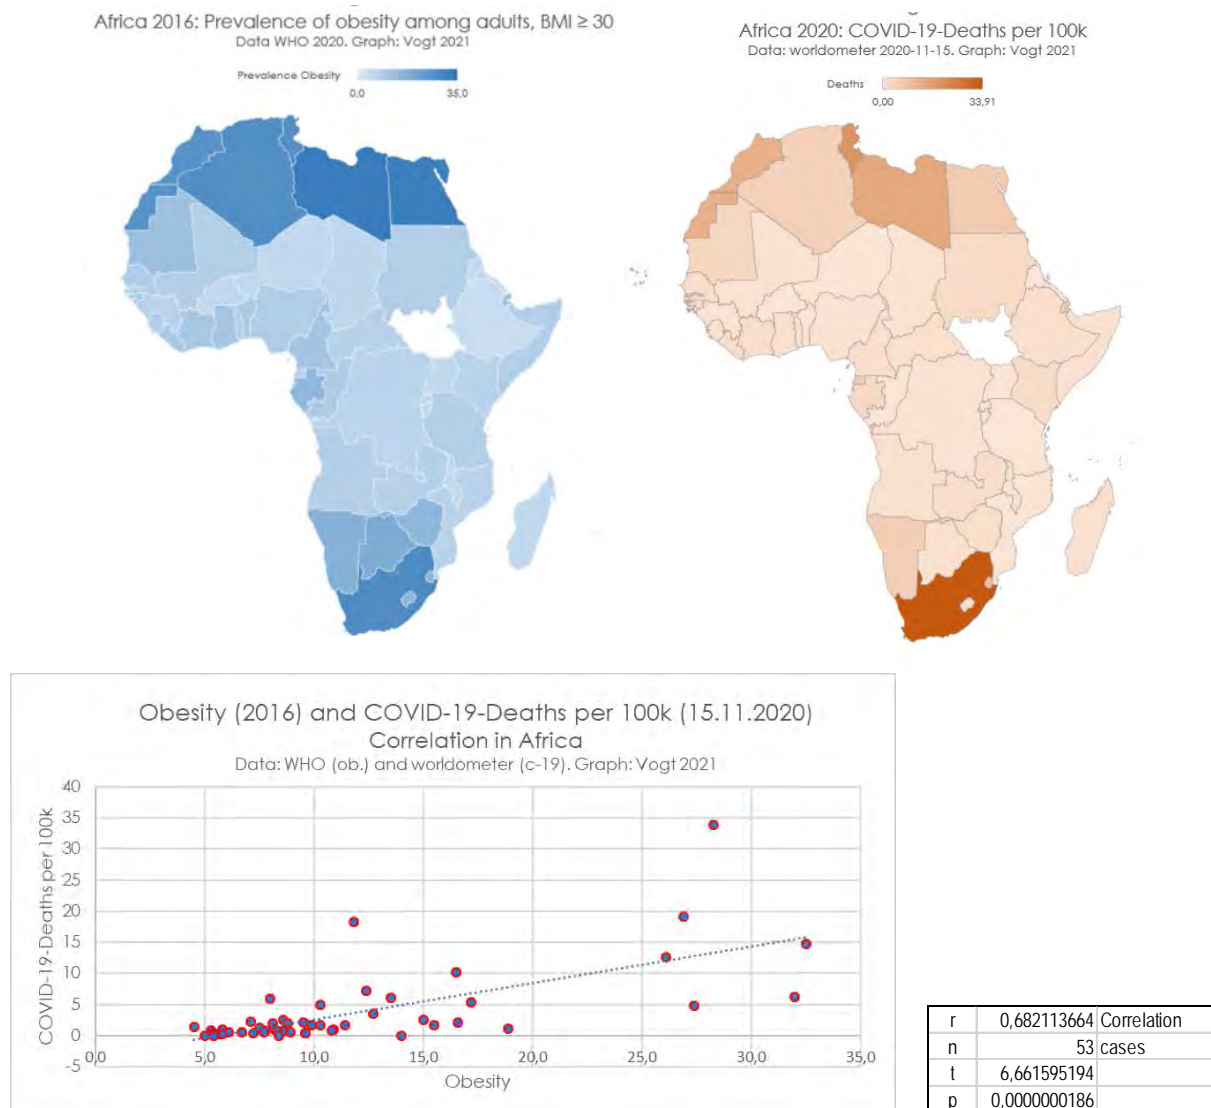 Africa 2016: Prevalence of obesity among adults, BMI ≥ 30
Data WHO 2020. Graph: Vogt 2021
Prevalence Obesity
0,0 35,0
Africa 2020: COVID-19-Deaths per 100k
Data: worldometer 2020-11-15. Graph: Vogt 2021
Deaths
0,00 33,91
Obesity (2016) and COVID-19-Deaths per 100k (15.11.2020)
Correlation in Africa
Data: WHO (ob.) and worldometer (c-19). Graph: Vogt 2021
COVID-19-Deaths per 100k
40
35
30
25
20
15
10
5
0
-5
0,0 5,0 10,0 15,0 20,0 25,0 30,0 35,0
Obesity
r 0,682113664 Correlation
n 53 cases
t 6,661595194
p 0,0000000186